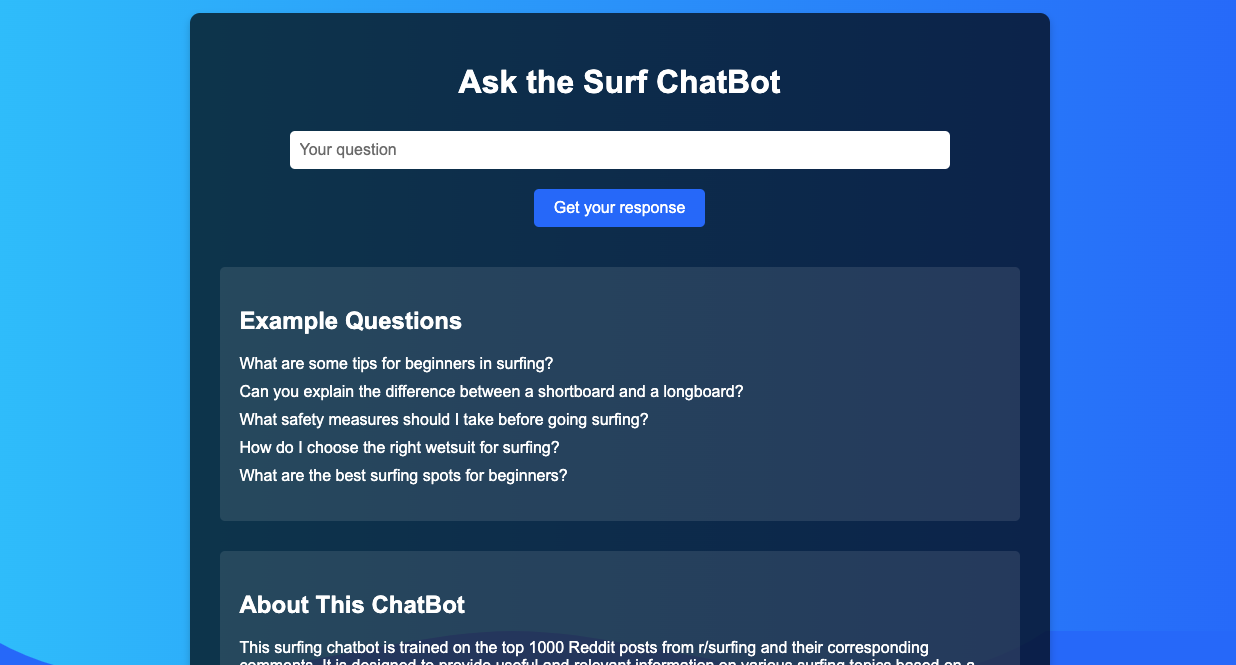 Ask the Surf ChatBot
Your question
Get your response
Example Questions
What are some tips for beginners in surfing?
Can you explain the difference between a shortboard and a longboard?
What safety measures should I take before going surfing?
How do I choose the right wetsuit for surfing?
What are the best surfing spots for beginners?
About This ChatBot
This surfing chatbot is trained on the top 1000 Reddit posts from r/surfing and their corresponding
comments. It is designed to provide useful and relevant information on various surfing topics based on a